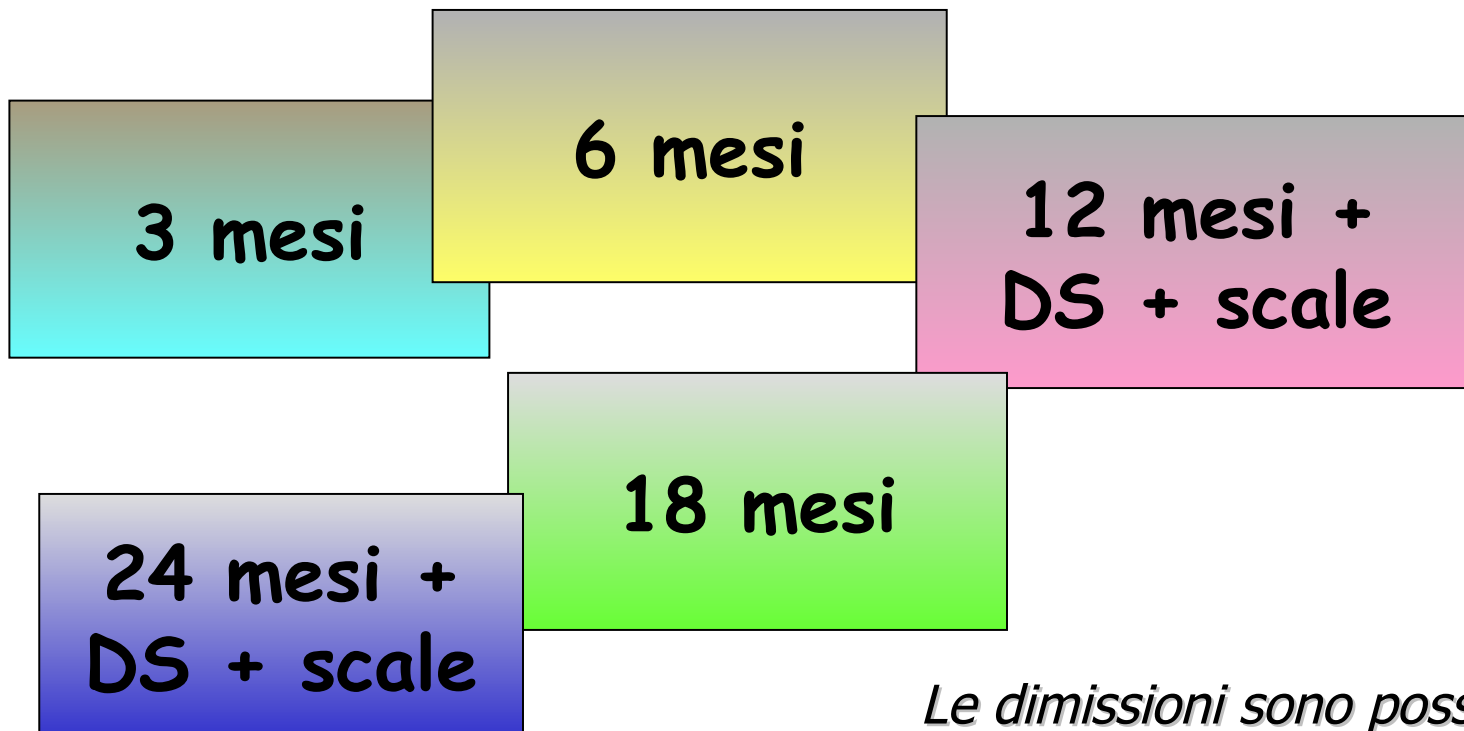 3 mesi
6 mesi
12 mesi +
DS + scale
18 mesi
24 mesi +
DS + scale
Le dimissioni sono